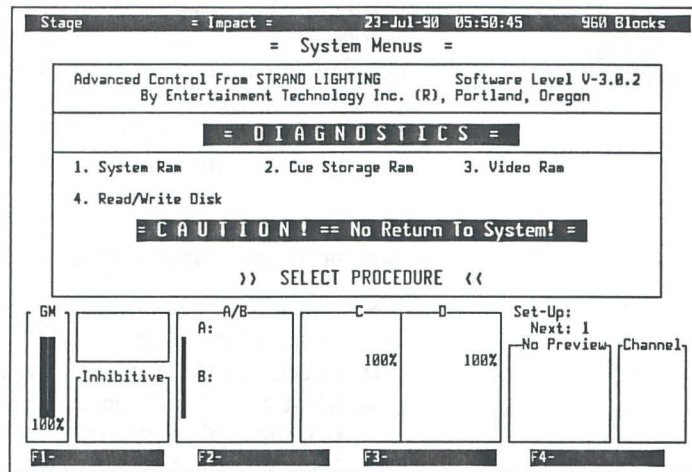 Stage = Impact = 23-Jul-90 05:50:45 960 Blocks
= System Menus =
Advanced Control From STRAND LIGHTING Software Level V-3.0.2
By Entertainment Technology Inc. (R), Portland, Oregon
= D I A G N O S T I C S =
1. System Ram 2. Cue Storage Ram 3. Video Ram
4. Read/Write Disk
= C A U T I O N ! == No Return To System! =
>> SELECT PROCEDURE <<
GM A/B C D Set-Up:
A: Next: 1
No Preview Channel
100% 100%
Inhibitive B:
100%
F1- F2- F3- F4-